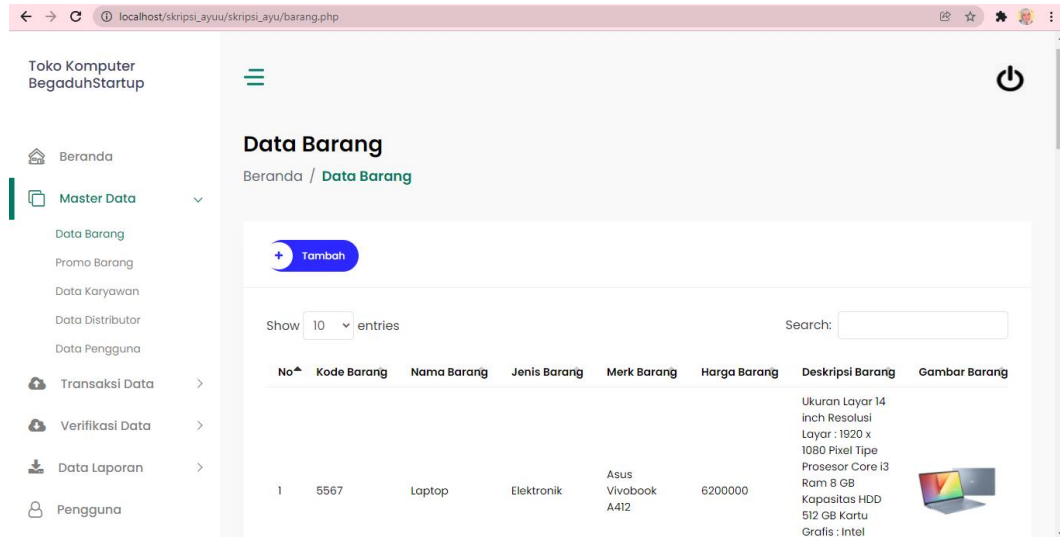 localhost/skripsi_ayuu/skripsi_ayu/barang.php
Toko Komputer
BegaduhStartup
Beranda
Master Data
Data Barang
Promo Barang
Data Karyawan
Data Distributor
Data Pengguna
Transaksi Data
Verifikasi Data
Data Laporan
Pengguna
Data Barang
Beranda / Data Barang
+ Tambah
Show 10 entries
Search:
No Kode Barang Nama Barang Jenis Barang Merk Barang Harga Barang Deskripsi Barang Gambar Barang
1 5567 Laptop Elektronik
Asus
Vivobook
A412
6200000
Ukuran Layar 14
inch Resolusi
Layar : 1920 x
1080 Pixel Tipe
Prosesor Core i3
Ram 8 GB
Kapasitas HDD
512 GB Kartu
Grafis : Intel